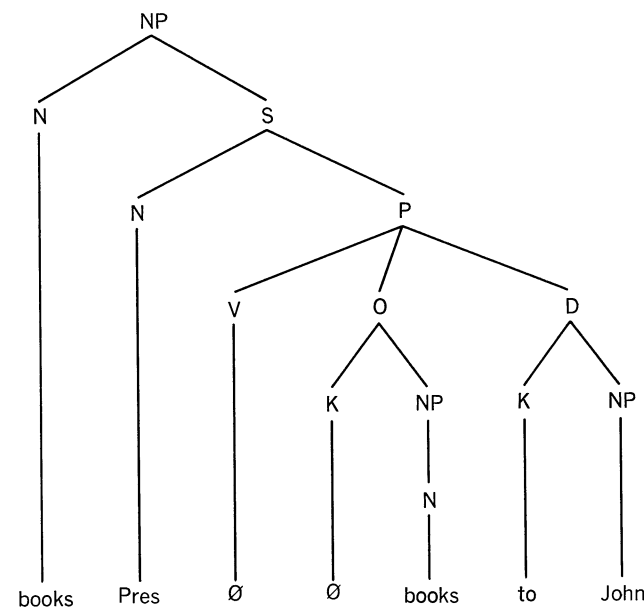 NP
N S
N P
V O D
K NP K NP
N
books Pres Ø Ø books to John